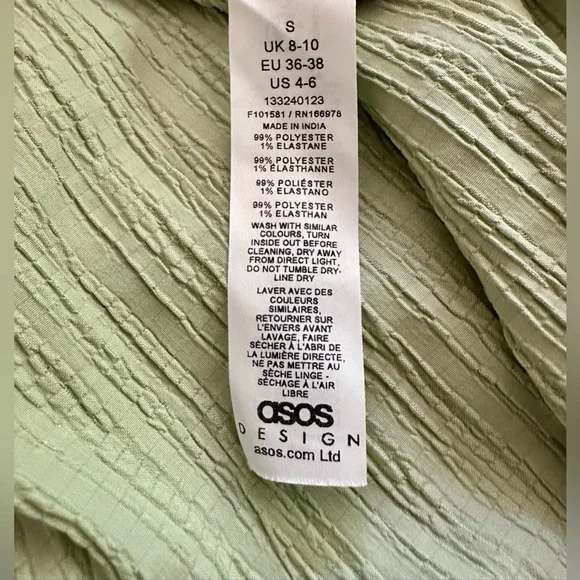 S
UK 8-10
EU 36-38
US 4-6
133240123
F101581 / RN166978
MADE IN INDIA
99% POLYESTER
1% ELASTANE
99% POLYESTER
1% ELASTHANNE
99% POLIÉSTER
1% ELASTANO
99% POLYESTER
1% ELASTHAN
WASH WITH SIMILAR
COLOURS, TURN
INSIDE OUT BEFORE
CLEANING, DRY AWAY
FROM DIRECT LIGHT,
DO NOT TUMBLE DRY-
LINE DRY
LAVER AVEC DES
COULEURS
SIMILAIRES,
RETOURNER SUR
L'ENVERS AVANT
LAVAGE, FAIRE
SÉCHER À L'ABRI DE
LA LUMIÈRE DIRECTE,
NE PAS METTRE AU
SÈCHE LINGE -
SÉCHAGE À L'AIR
LIBRE
asos
DESIGN
asos.com Ltd